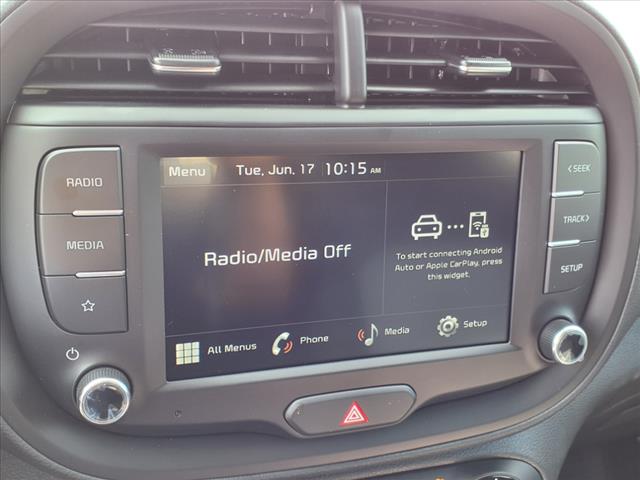 Menu Tue, Jun. 17 10:15 AM
RADIO
MEDIA
Radio/Media Off
To start connecting Android
Auto or Apple CarPlay, press
this widget.
All Menus Phone Media Setup
< SEEK
TRACK >
SETUP